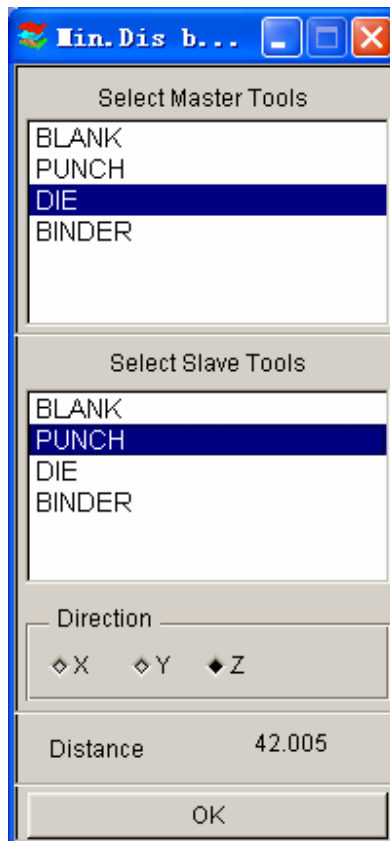 Min.Dis b...
Select Master Tools
BLANK
PUNCH
DIE
BINDER
Select Slave Tools
BLANK
PUNCH
DIE
BINDER
Direction
X Y Z
Distance 42.005
OK